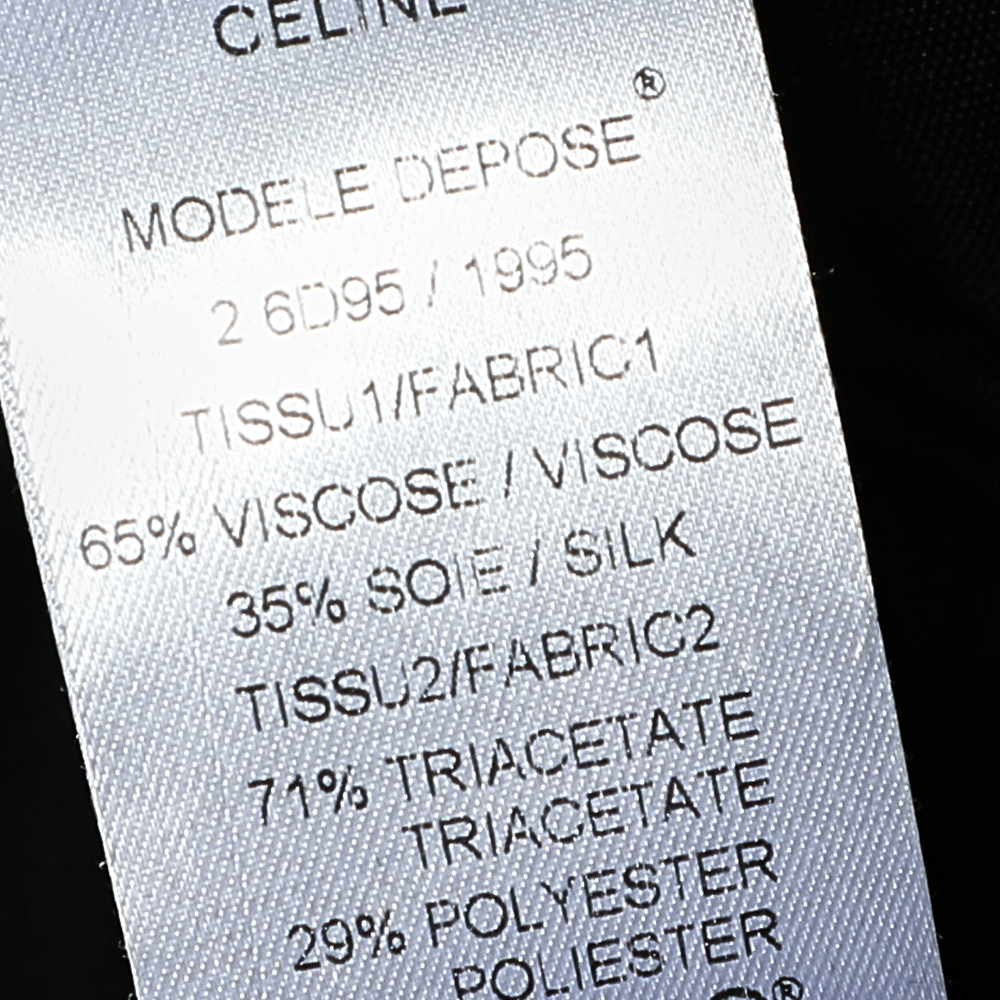 CELINE
®
MODELE DEPOSE
2 6D95 / 1995
TISSU1/FABRIC1
65% VISCOSE / VISCOSE
35% SOIE / SILK
TISSU2/FABRIC2
71% TRIACETATE
TRIACETATE
29% POLYESTER
POLIESTER
®